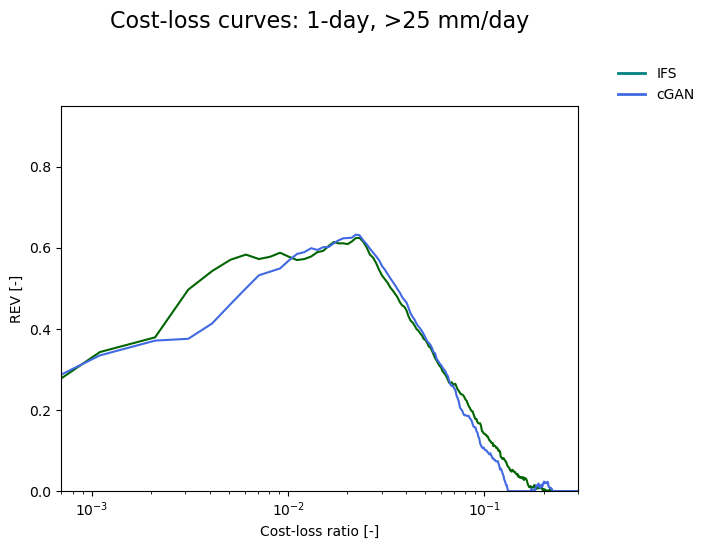 Cost-loss curves: 1-day, >25 mm/day
IFS
cGAN
REV [-]
0.8
0.6
0.4
0.2
0.0
10⁻³
10⁻²
10⁻¹
Cost-loss ratio [-]